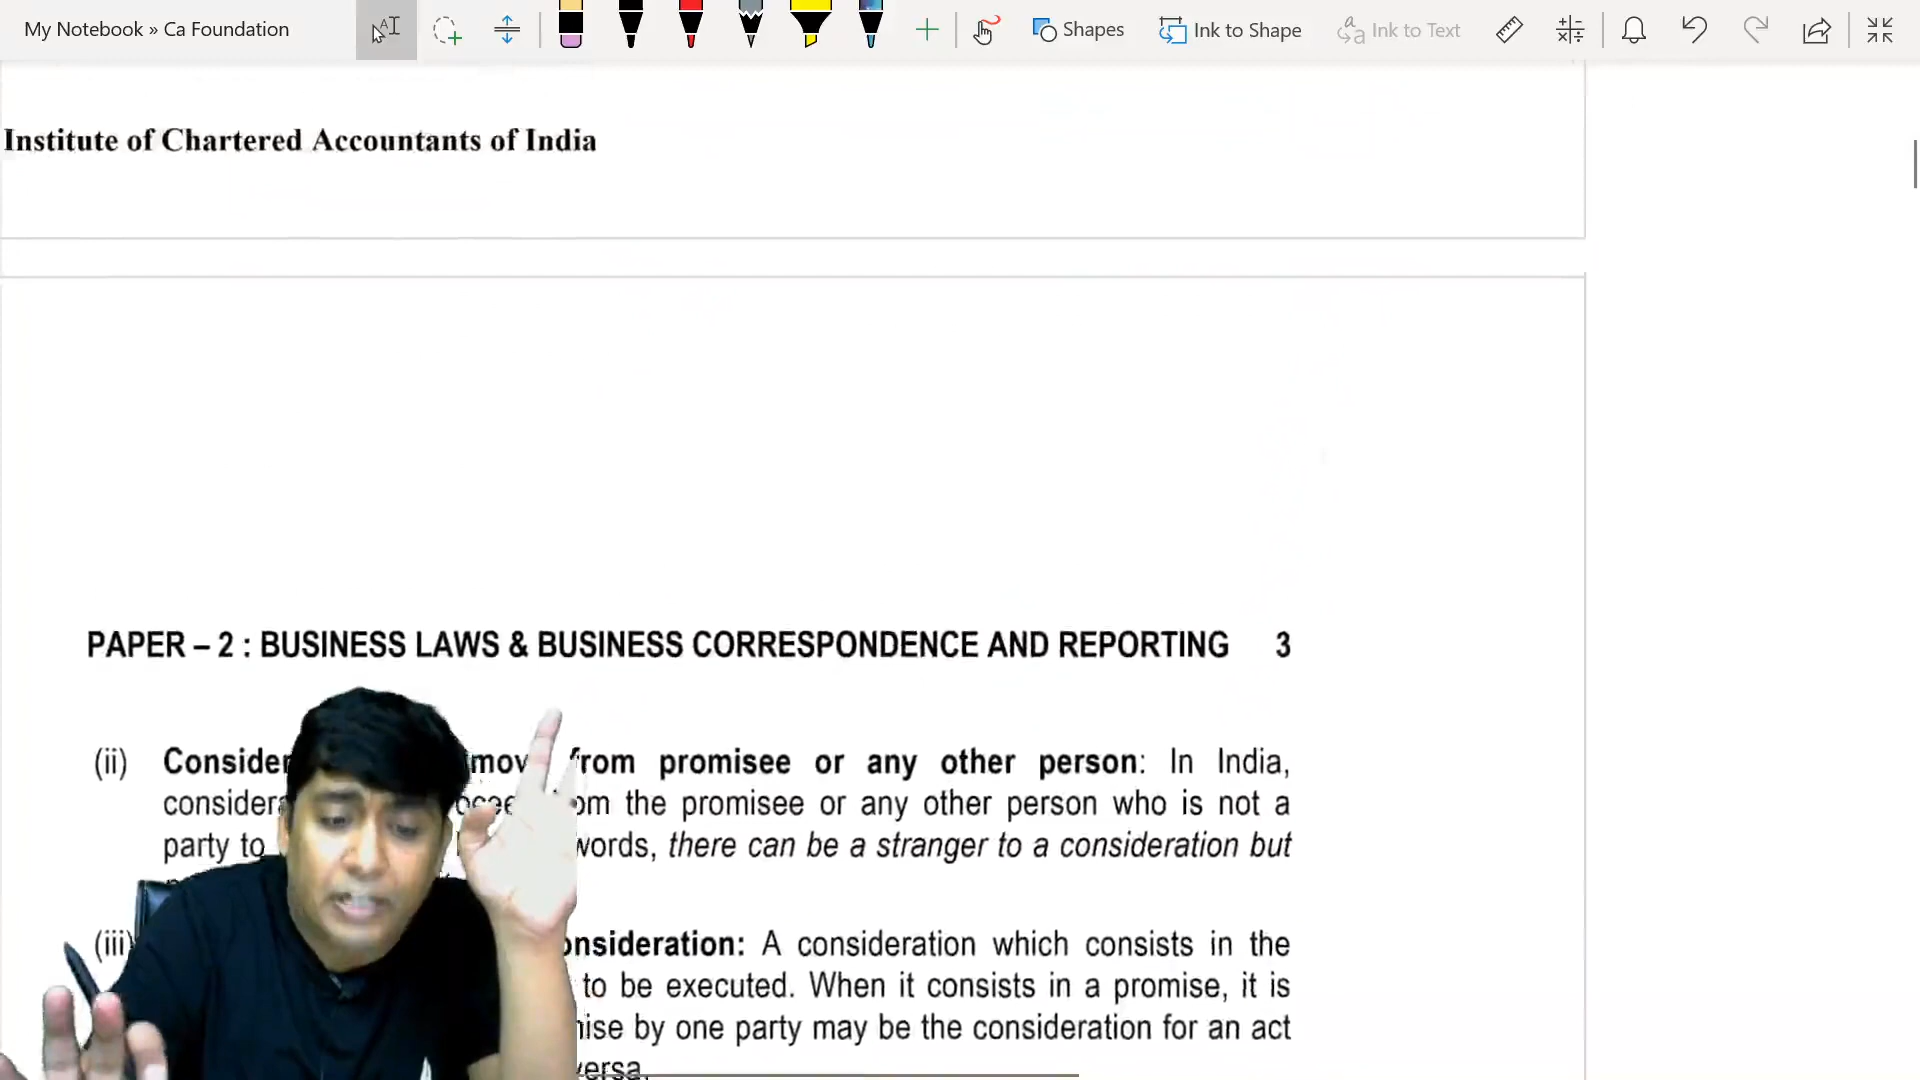 My Notebook » Ca Foundation
Shapes
Ink to Shape
Ink to Text
Institute of Chartered Accountants of India
PAPER – 2 : BUSINESS LAWS & BUSINESS CORRESPONDENCE AND REPORTING 3
(ii) from promisee or any other person: In India,
from the promisee or any other person who is not a
party to words, there can be a stranger to a consideration but
(iii) consideration: A consideration which consists in the
to be executed. When it consists in a promise, it is
by one party may be the consideration for an act
versa.